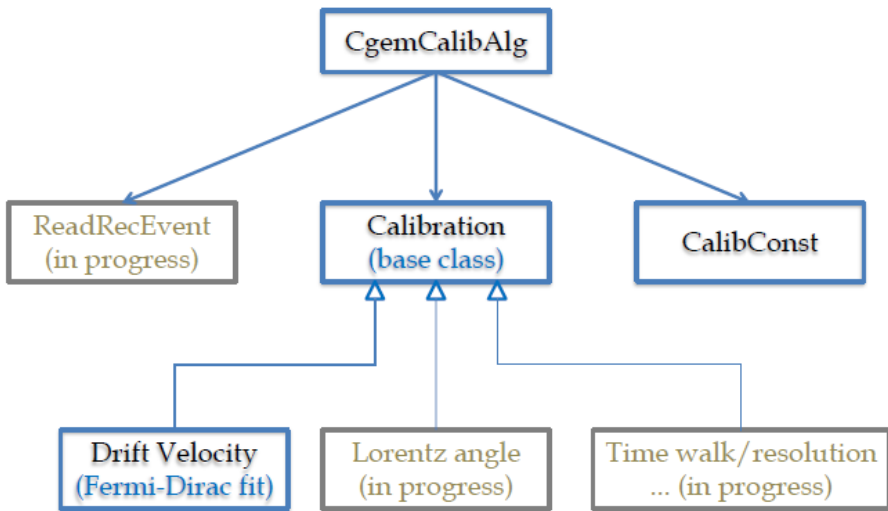 CgemCalibAlg
ReadRecEvent
(in progress)
Calibration
(base class)
CalibConst
Drift Velocity
(Fermi-Dirac fit)
Lorentz angle
(in progress)
Time walk/resolution
... (in progress)